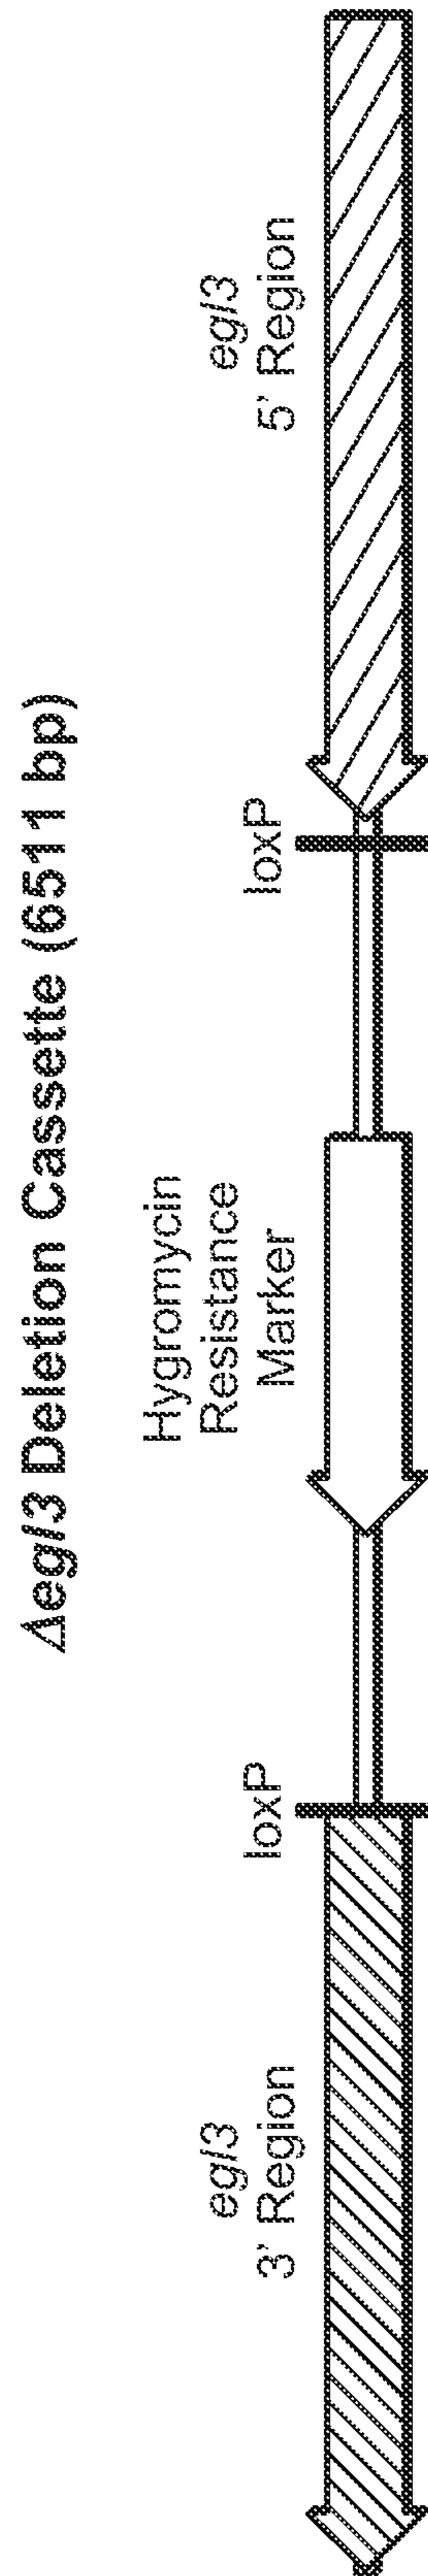 Δegl3 Deletion Cassette (6511 bp)
egl3
3' Region
loxP
Hygromycin
Resistance
Marker
loxP
egl3
5' Region